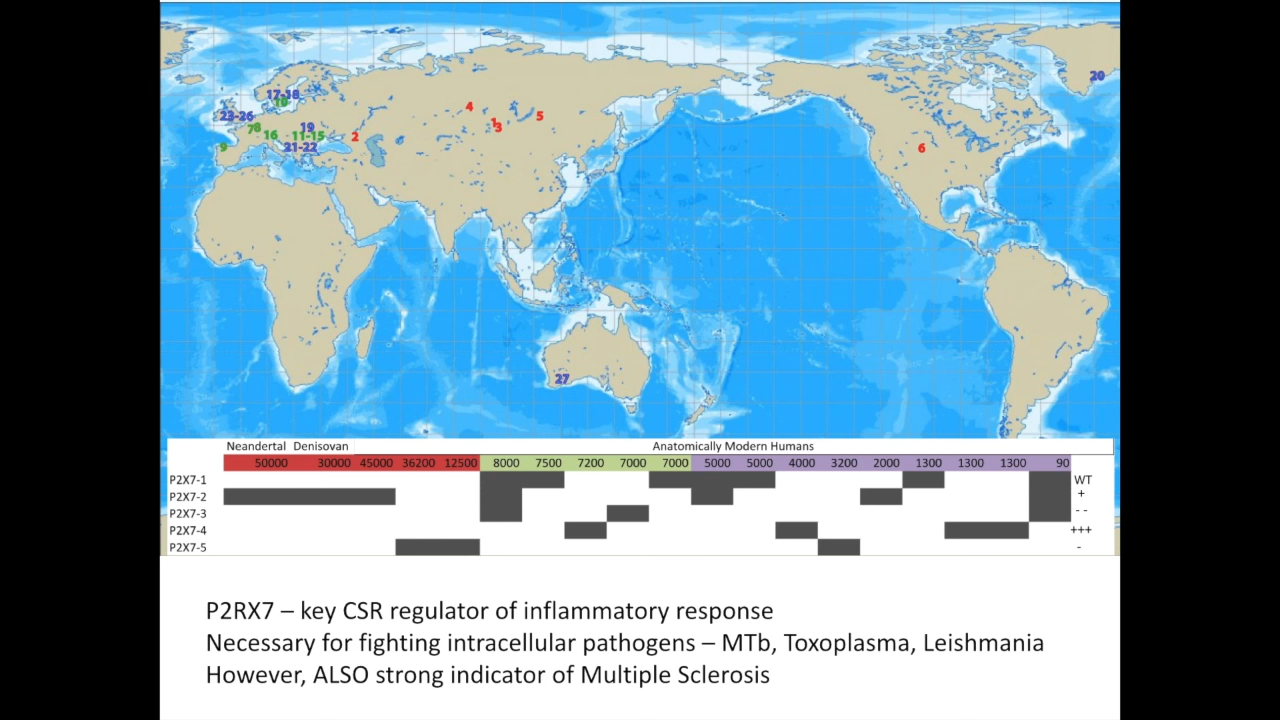 20
17-18
10
23-26
4
5
1
3
19
78
16
11-15
2
9
21-22
6
27
Neandertal Denisovan Anatomically Modern Humans
50000 30000 45000 36200 12500 8000 7500 7200 7000 7000 5000 5000 4000 3200 2000 1300 1300 1300 90
P2X7-1 WT
P2X7-2 +
P2X7-3 - -
P2X7-4 +++
P2X7-5 -
P2RX7 – key CSR regulator of inflammatory response
Necessary for fighting intracellular pathogens – MTb, Toxoplasma, Leishmania
However, ALSO strong indicator of Multiple Sclerosis